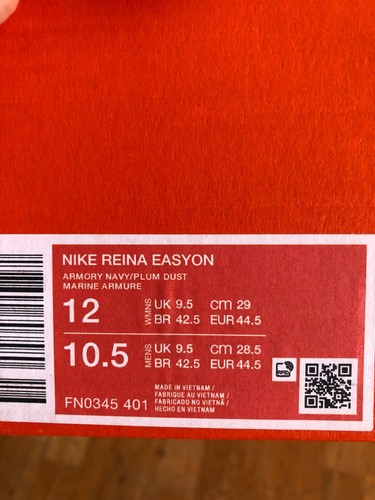 NIKE REINA EASYON
ARMORY NAVY/PLUM DUST
MARINE ARMURE
12 WMNS UK 9.5 cm 29
BR 42.5 EUR 44.5
10.5 MENS UK 9.5 cm 28.5
BR 42.5 EUR 44.5
FN0345 401
MADE IN VIETNAM /
FABRIQUE AU VIETNAM /
FABRICADO NO VIETNÃ /
HECHO EN VIETNAM